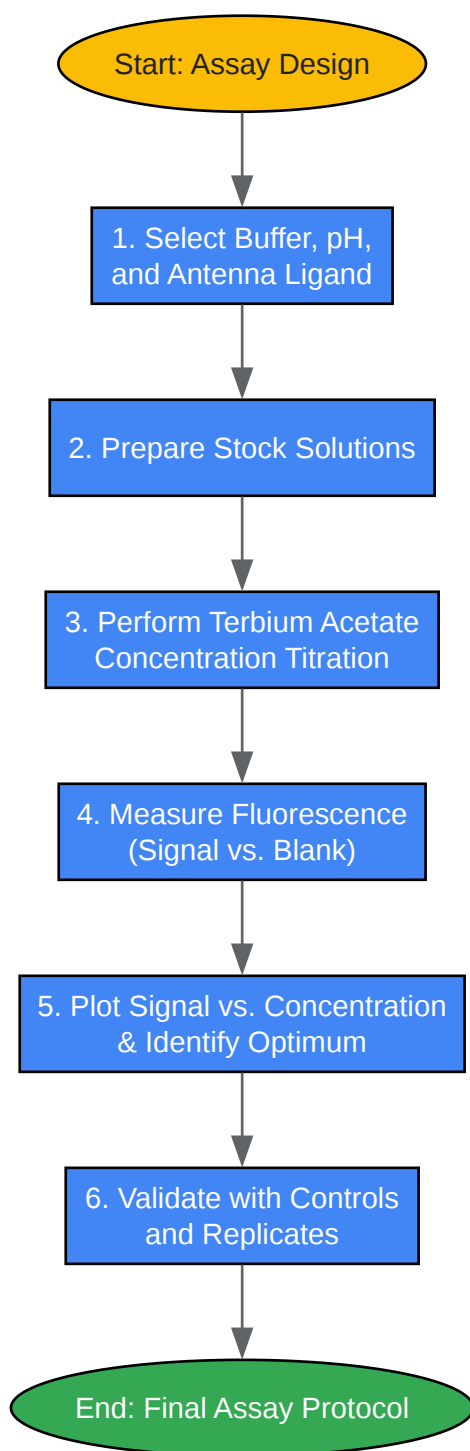 Start: Assay Design
1. Select Buffer, pH,
and Antenna Ligand
2. Prepare Stock Solutions
3. Perform Terbium Acetate
Concentration Titration
4. Measure Fluorescence
(Signal vs. Blank)
5. Plot Signal vs. Concentration
& Identify Optimum
6. Validate with Controls
and Replicates
End: Final Assay Protocol